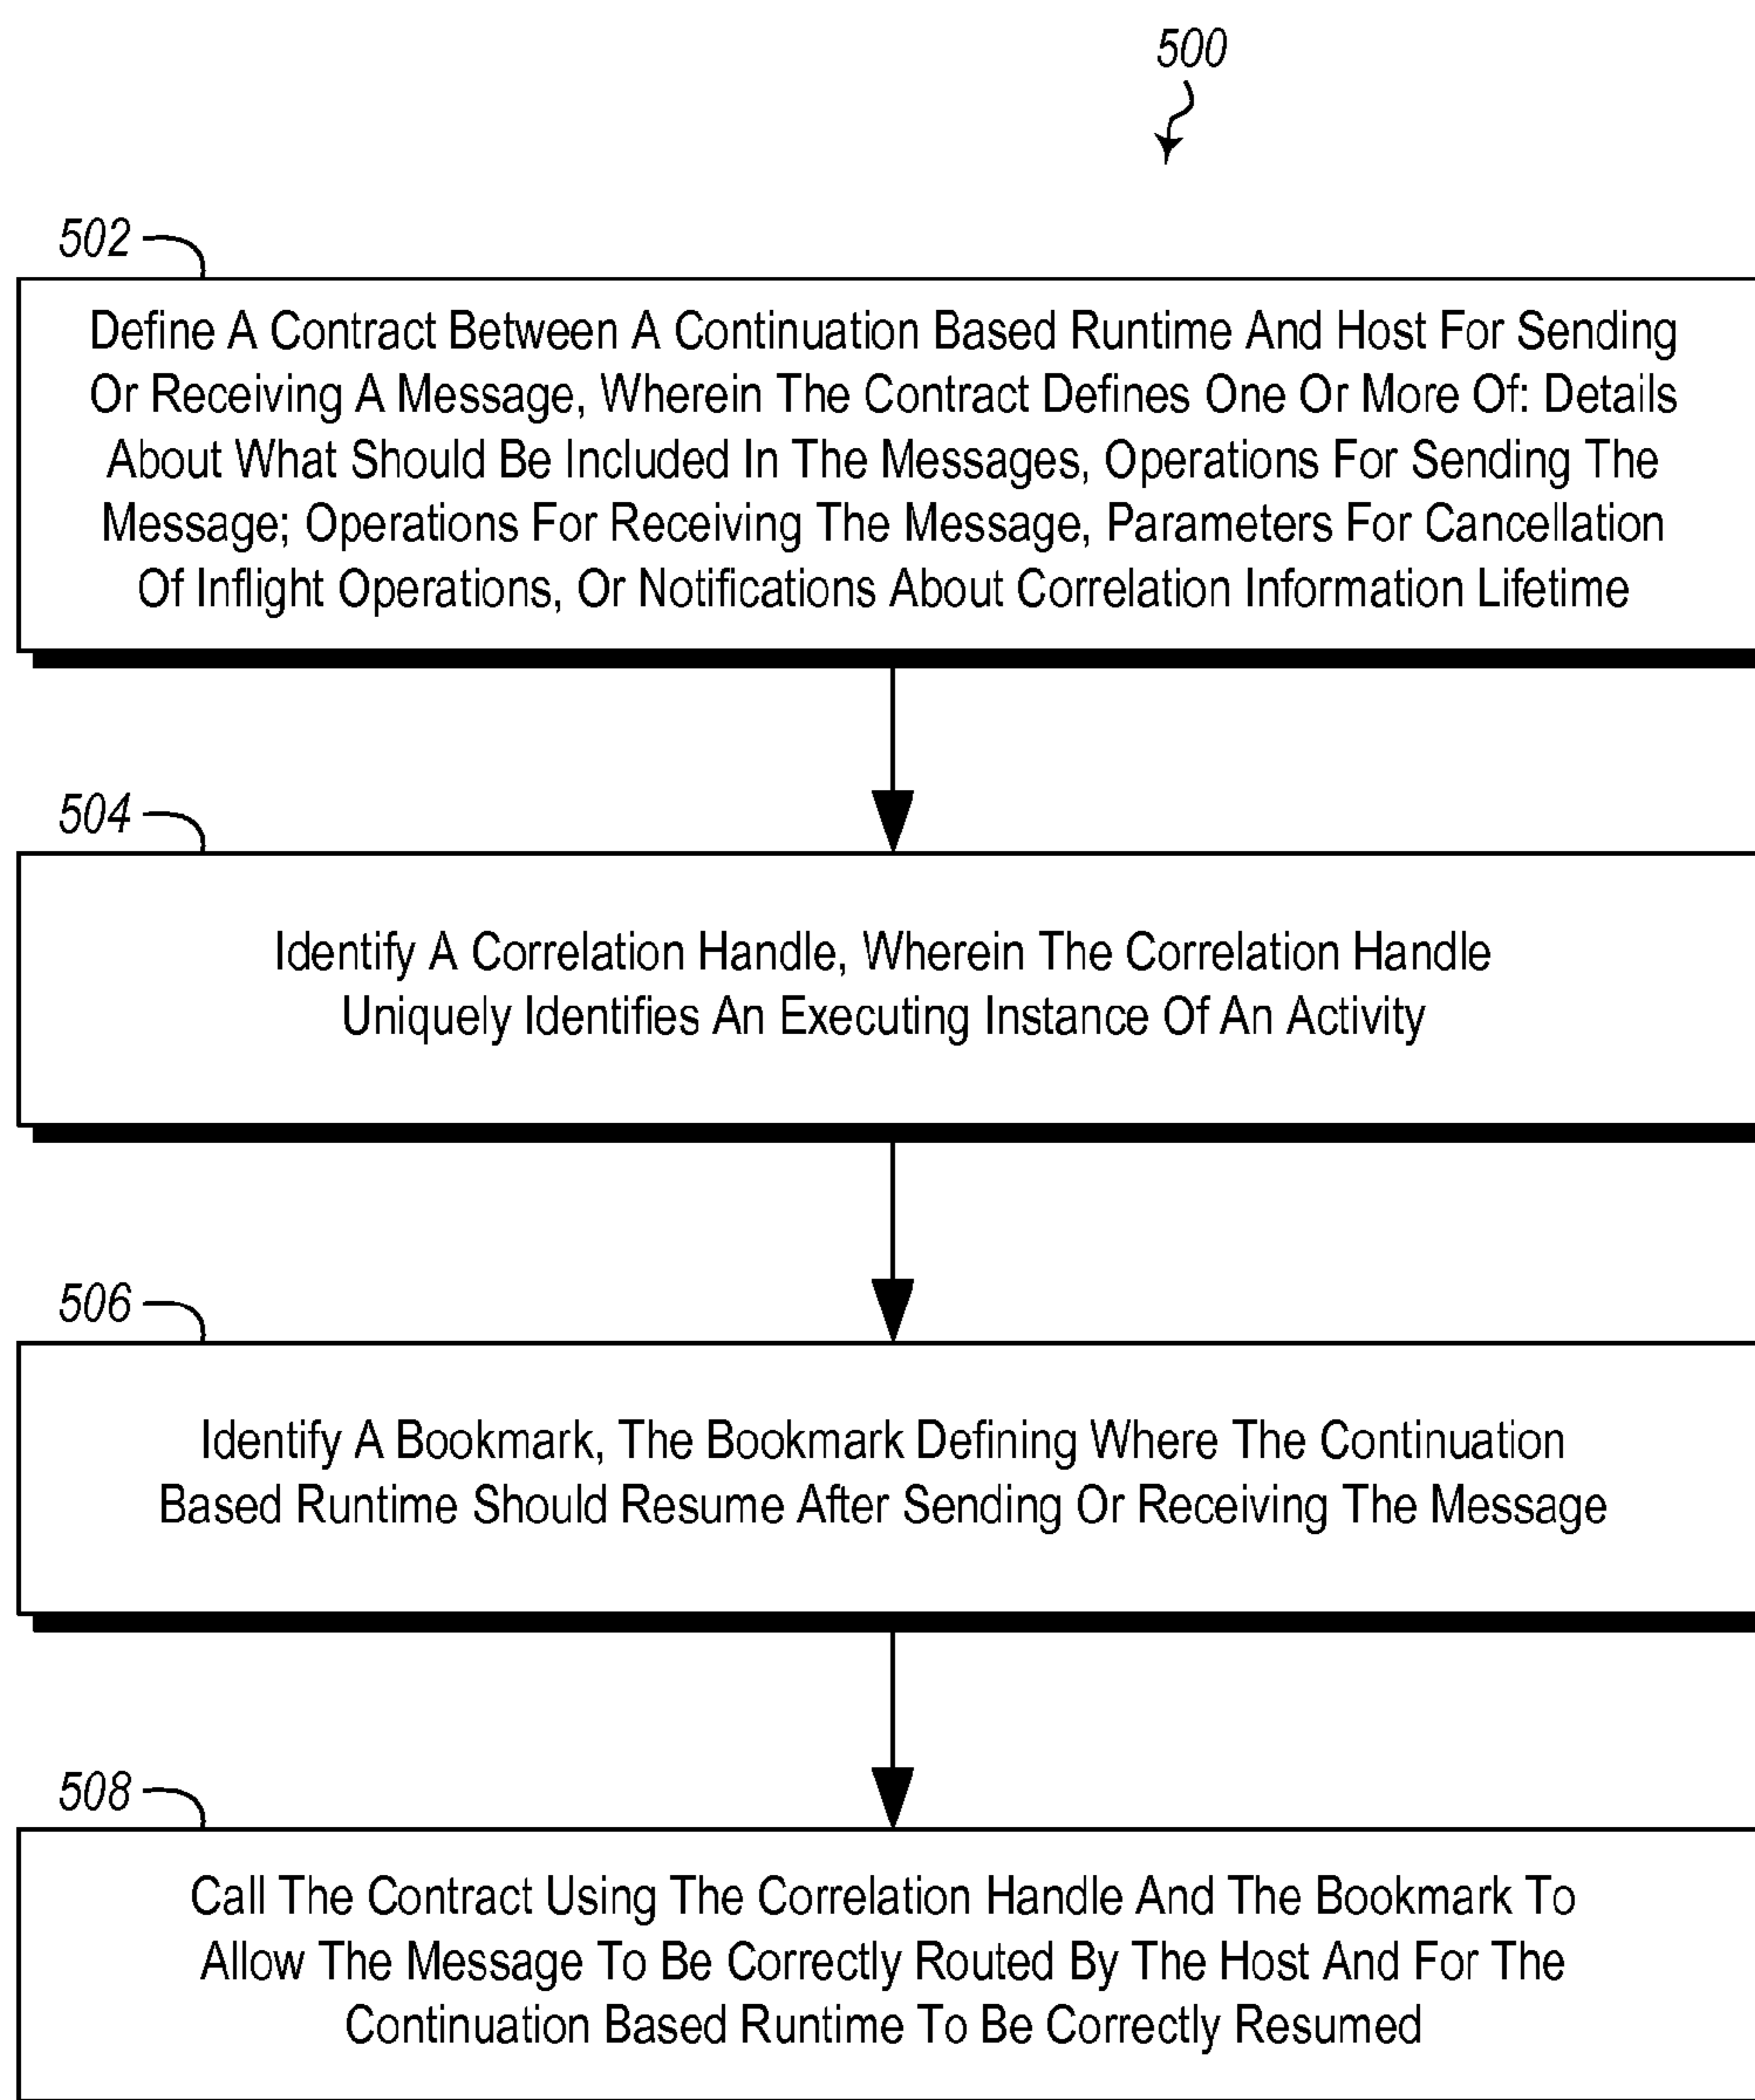 500
502
Define A Contract Between A Continuation Based Runtime And Host For Sending
Or Receiving A Message, Wherein The Contract Defines One Or More Of: Details
About What Should Be Included In The Messages, Operations For Sending The
Message; Operations For Receiving The Message, Parameters For Cancellation
Of Inflight Operations, Or Notifications About Correlation Information Lifetime
504
Identify A Correlation Handle, Wherein The Correlation Handle
Uniquely Identifies An Executing Instance Of An Activity
506
Identify A Bookmark, The Bookmark Defining Where The Continuation
Based Runtime Should Resume After Sending Or Receiving The Message
508
Call The Contract Using The Correlation Handle And The Bookmark To
Allow The Message To Be Correctly Routed By The Host And For The
Continuation Based Runtime To Be Correctly Resumed